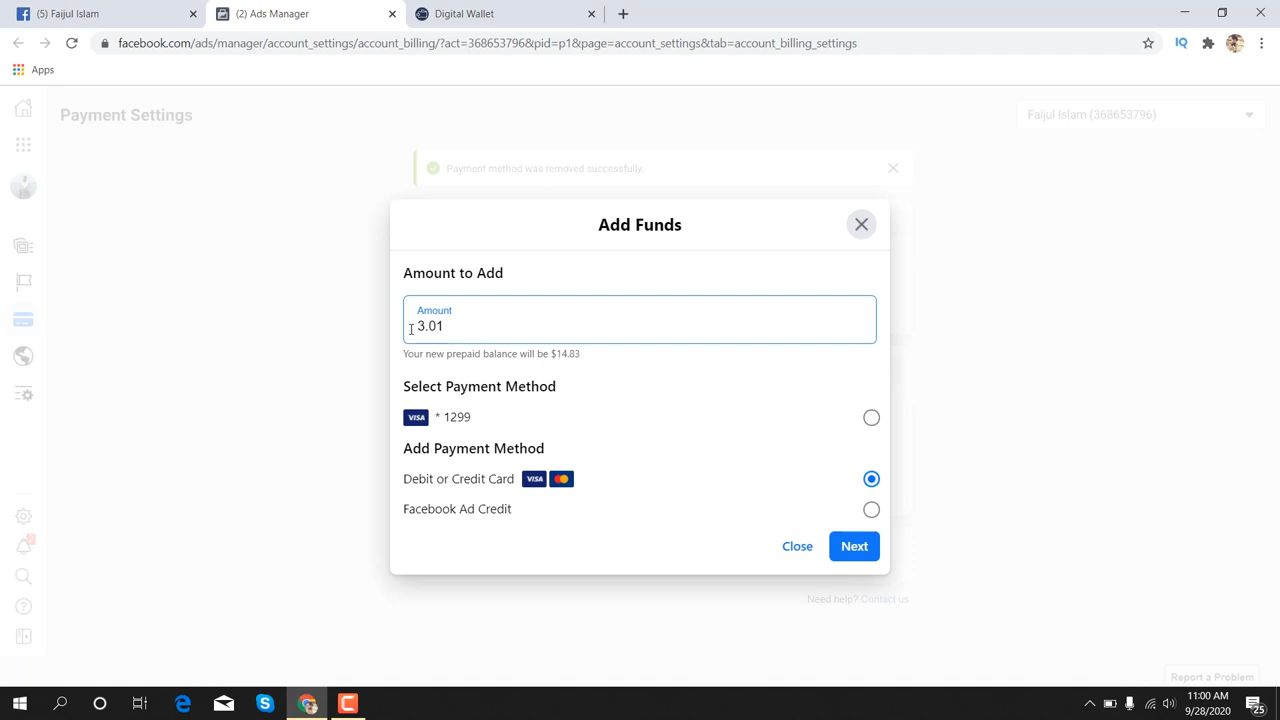 (5) Faijul Islam
(2) Ads Manager
Digital Wallet
facebook.com/ads/manager/account_settings/account_billing/?act=368653796&pid=p1&page=account_settings&tab=account_billing_settings
IQ
Apps
Payment Settings
Faijul Islam (368653796)
Payment method was removed successfully.
Add Funds
Amount to Add
Amount
3.01
Your new prepaid balance will be $14.83
Select Payment Method
VISA * 1299
Add Payment Method
Debit or Credit Card VISA
Facebook Ad Credit
Close Next
2
Need help? Contact us.
Report a Problem
11:00 AM
9/28/2020
25